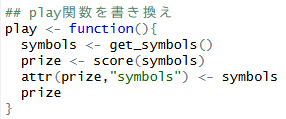 ## play関数を書き換え
play <- function(){
  symbols <- get_symbols()
  prize <- score(symbols)
  attr(prize,"symbols") <- symbols
  prize
}